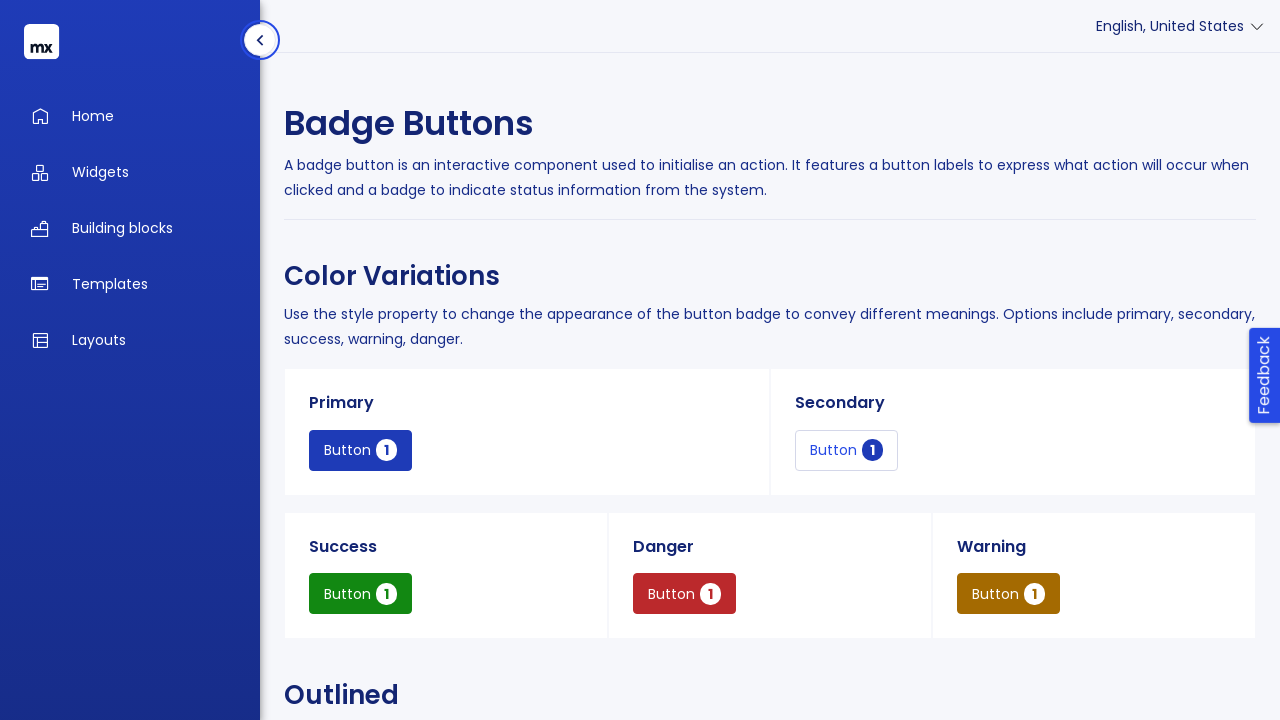 mx
English, United States
Home
Widgets
Building blocks
Templates
Layouts
Badge Buttons
A badge button is an interactive component used to initialise an action. It features a button labels to express what action will occur when
clicked and a badge to indicate status information from the system.
Color Variations
Use the style property to change the appearance of the button badge to convey different meanings. Options include primary, secondary,
success, warning, danger.
Feedback
Primary
Button 1
Secondary
Button 1
Success
Button 1
Danger
Button 1
Warning
Button 1
Outlined